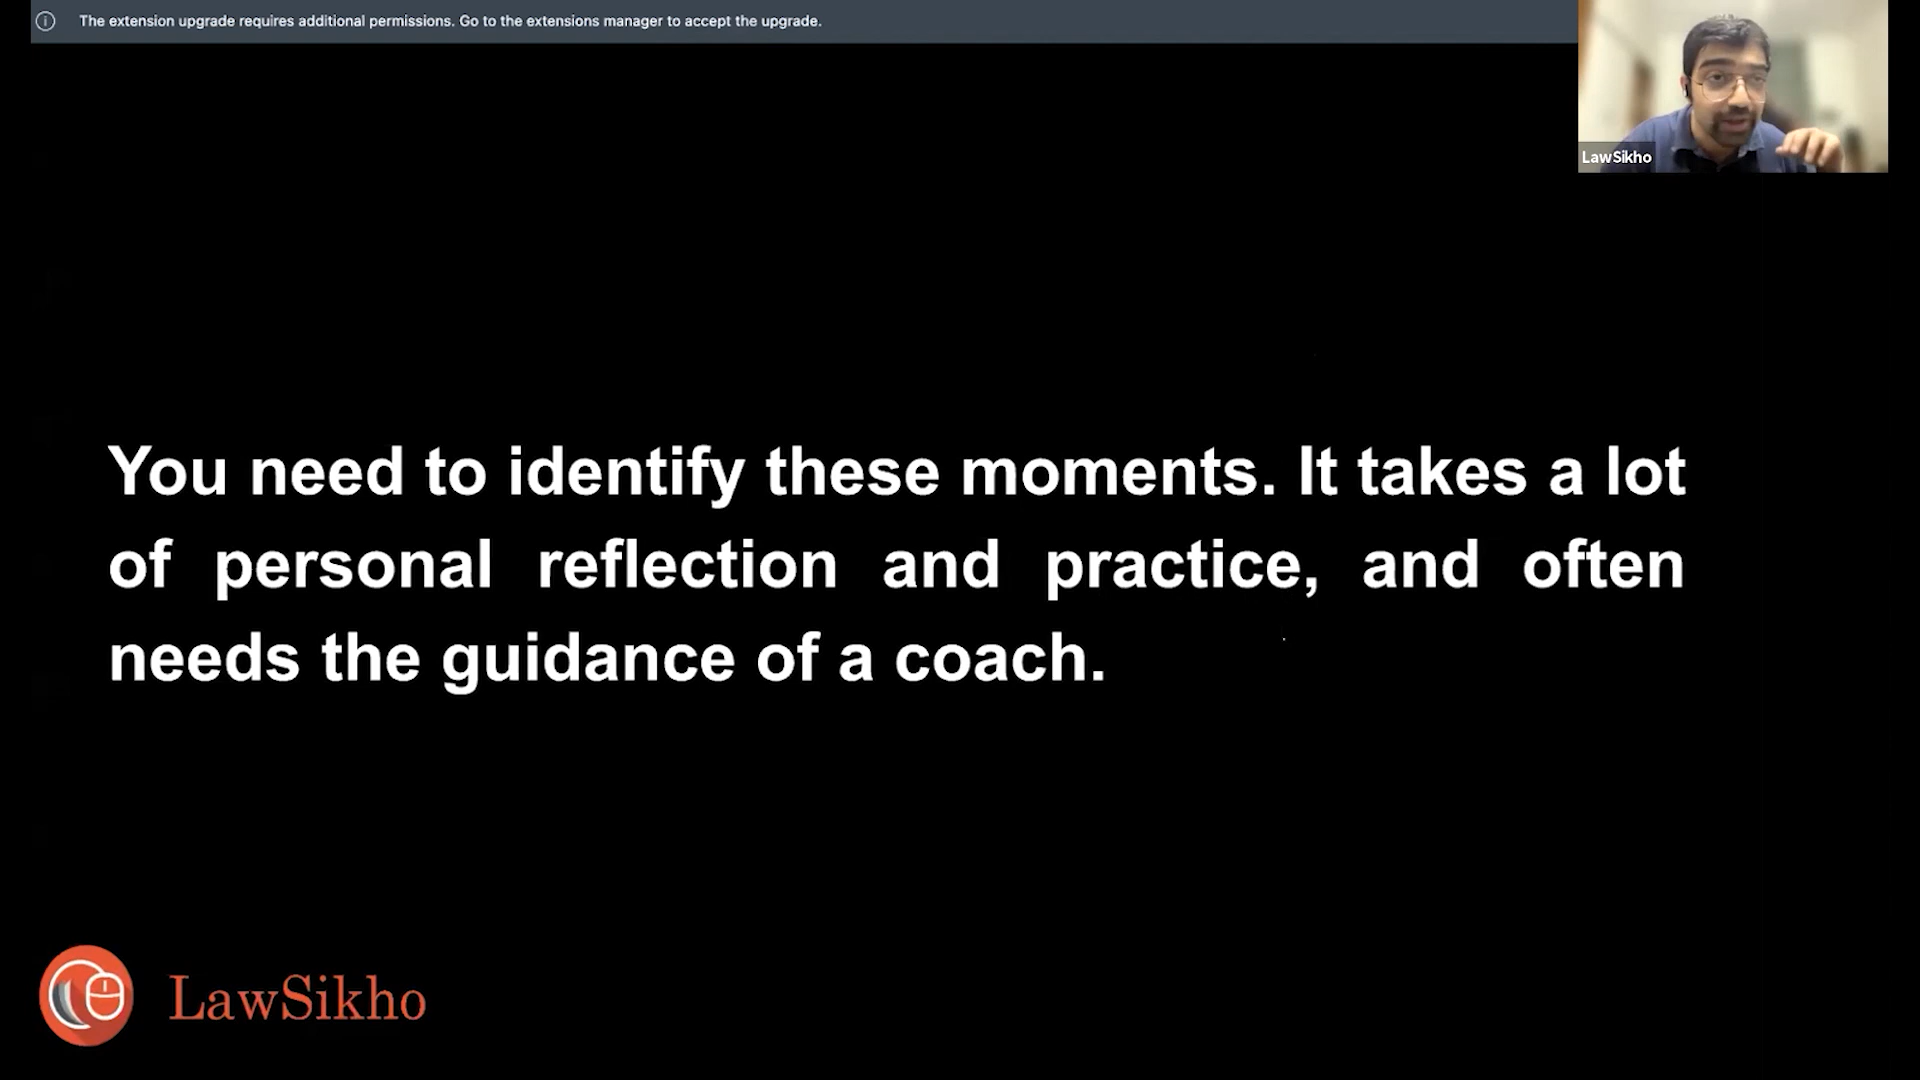 The extension upgrade requires additional permissions. Go to the extensions manager to accept the upgrade.
LawSikho
You need to identify these moments. It takes a lot
of personal reflection and practice, and often
needs the guidance of a coach.
LawSikho